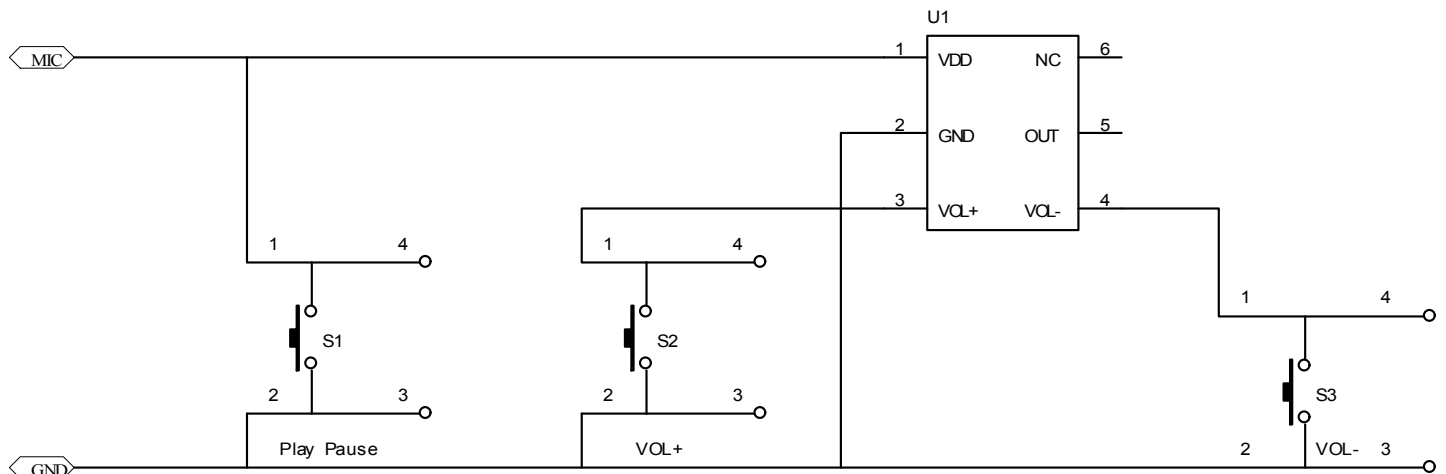 U1
MIC
1 VDD NC 6
2 GND OUT 5
3 VOL+ VOL- 4
1 4
1 4
1 4
S1
S2
S3
2 3
2 3
Play Pause
VOL+
2 VOL- 3
GND